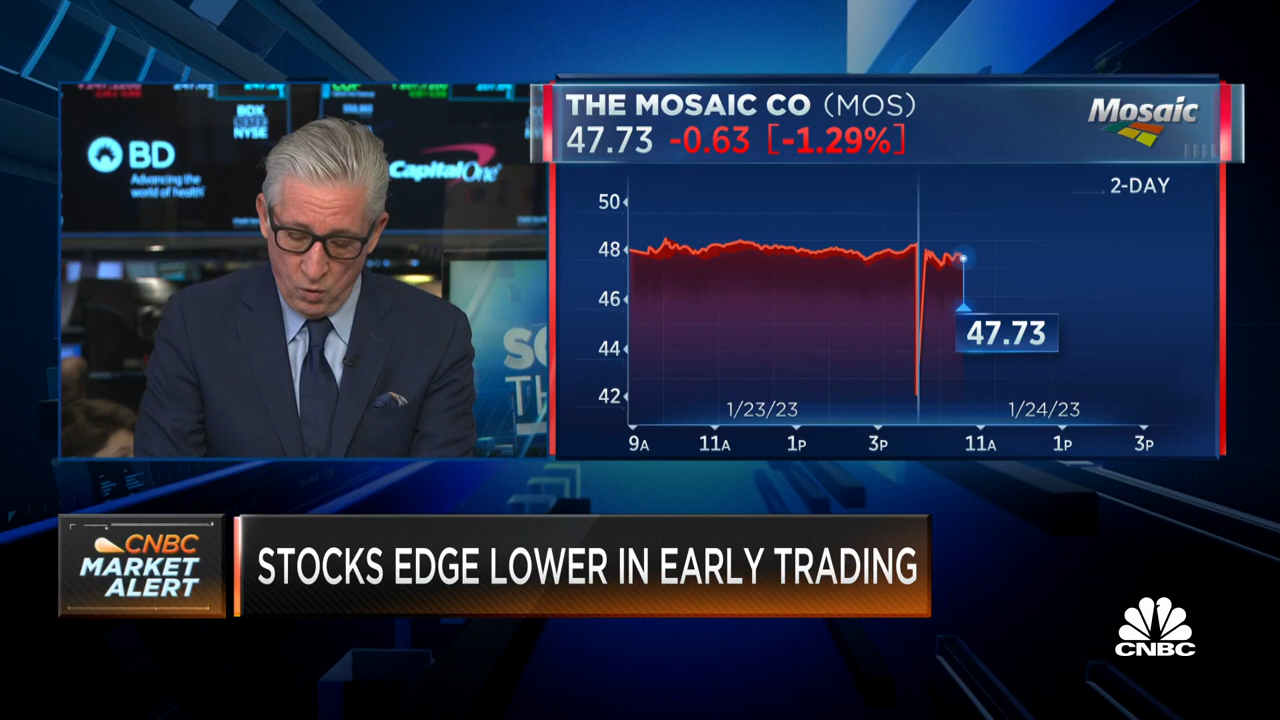 BDX
NYSE
BD
Advancing the
world of health
Capital One
THE MOSAIC CO (MOS)
47.73 -0.63 [-1.29%]
Mosaic
2-DAY
50
48
46
44
42
47.73
1/23/23
1/24/23
9A 11A 1P 3P 11A 1P 3P
CNBC
MARKET
ALERT
STOCKS EDGE LOWER IN EARLY TRADING
CNBC